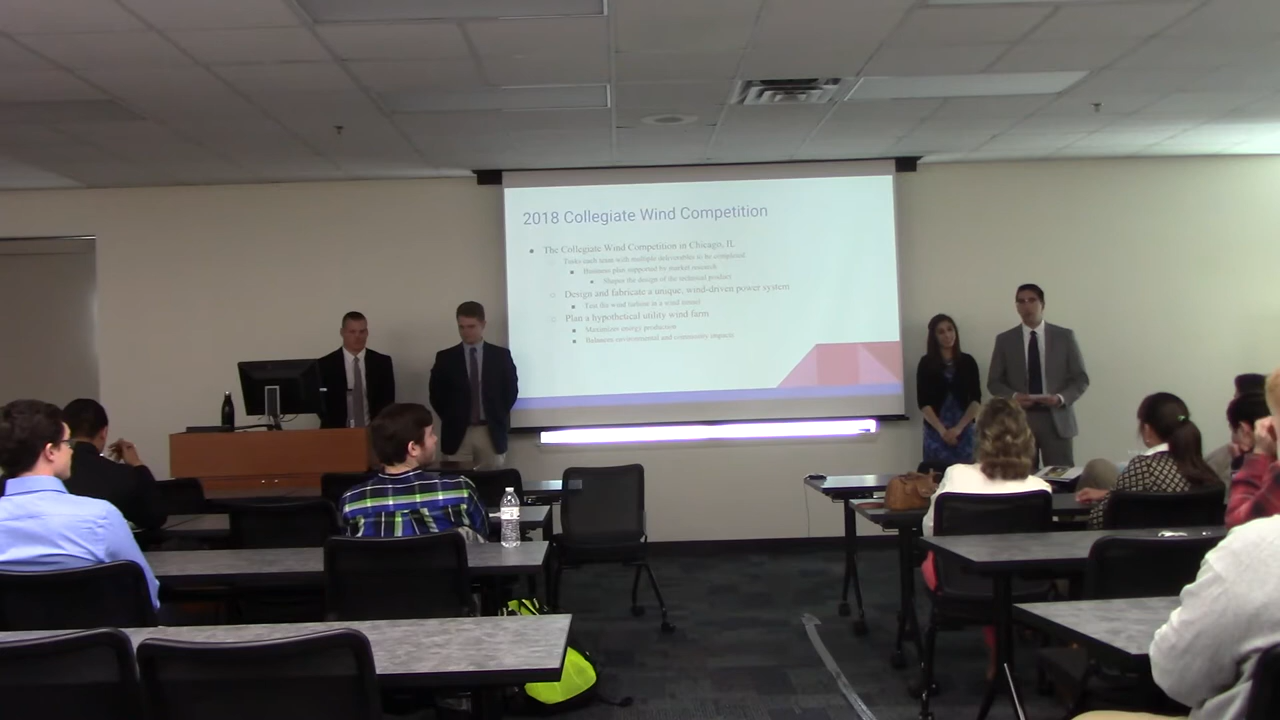 2018 Collegiate Wind Competition
The Collegiate Wind Competition in Chicago, IL
Tasks each team with multiple deliverables to be completed
Business plan supported by market research
Shapes the design of the technical product
Design and fabricate a unique, wind-driven power system
Test the wind turbine in a wind tunnel
Plan a hypothetical utility wind farm
Maximizes energy production
Balances environmental and community impacts